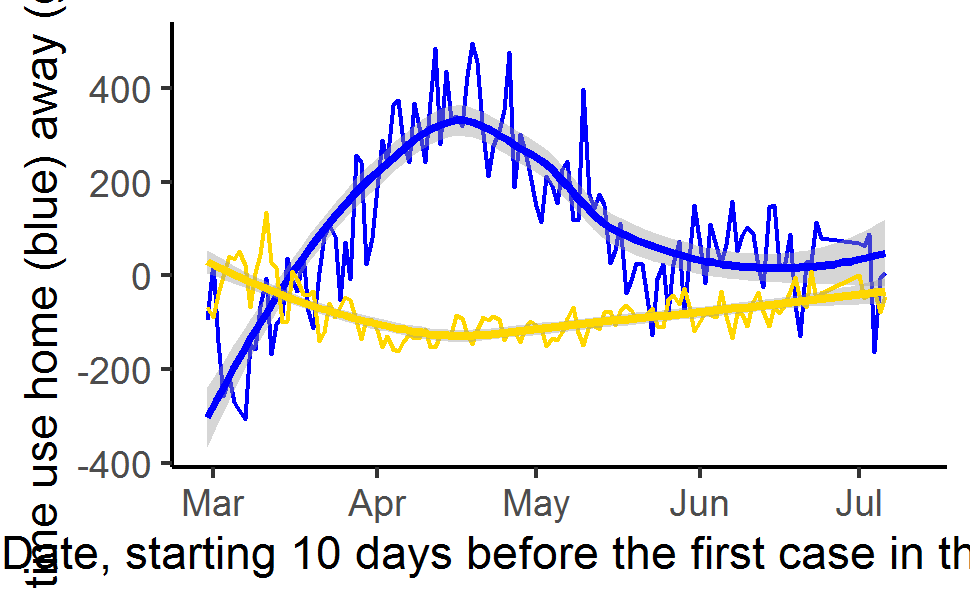 time use home (blue) away (
400
200
0
-200
-400
Mar Apr May Jun Jul
Date, starting 10 days before the first case in th